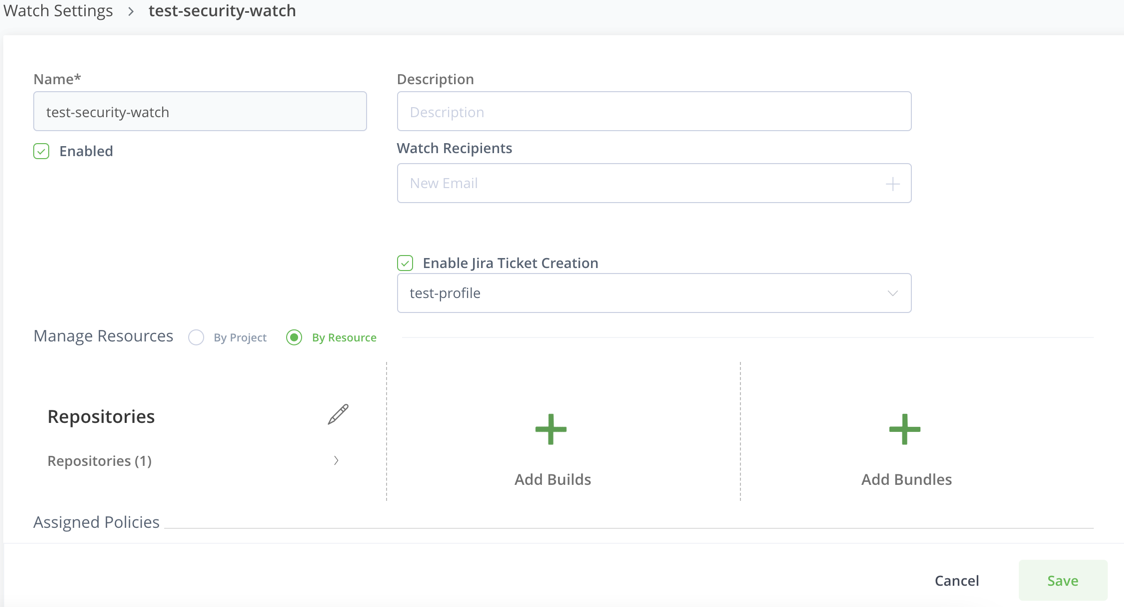 Watch Settings > test-security-watch
Name*
Description
test-security-watch
Description
Enabled
Watch Recipients
New Email
Enable Jira Ticket Creation
test-profile
Manage Resources By Project By Resource
Repositories
Repositories (1)
Add Builds
Add Bundles
Assigned Policies
Cancel
Save